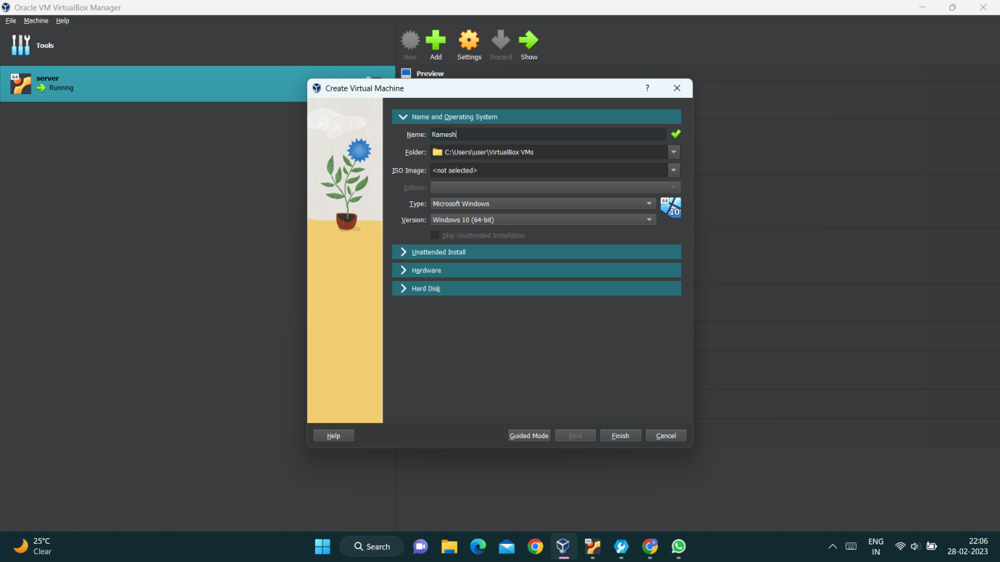 Oracle VM VirtualBox Manager
File Machine Help
Tools
New Add Settings Discard Show
64 server
Running
Preview
Create Virtual Machine ?
Name and Operating System
Name: Ramesh
Folder: C:\Users\user\VirtualBox VMs
ISO Image: <not selected>
Edition:
Type: Microsoft Windows
64
10
Version: Windows 10 (64-bit)
Skip Unattended Installation
Unattended Install
Hardware
Hard Disk
Help Guided Mode Back Finish Cancel
25°C
Clear
Search
ENG
IN
22:06
28-02-2023